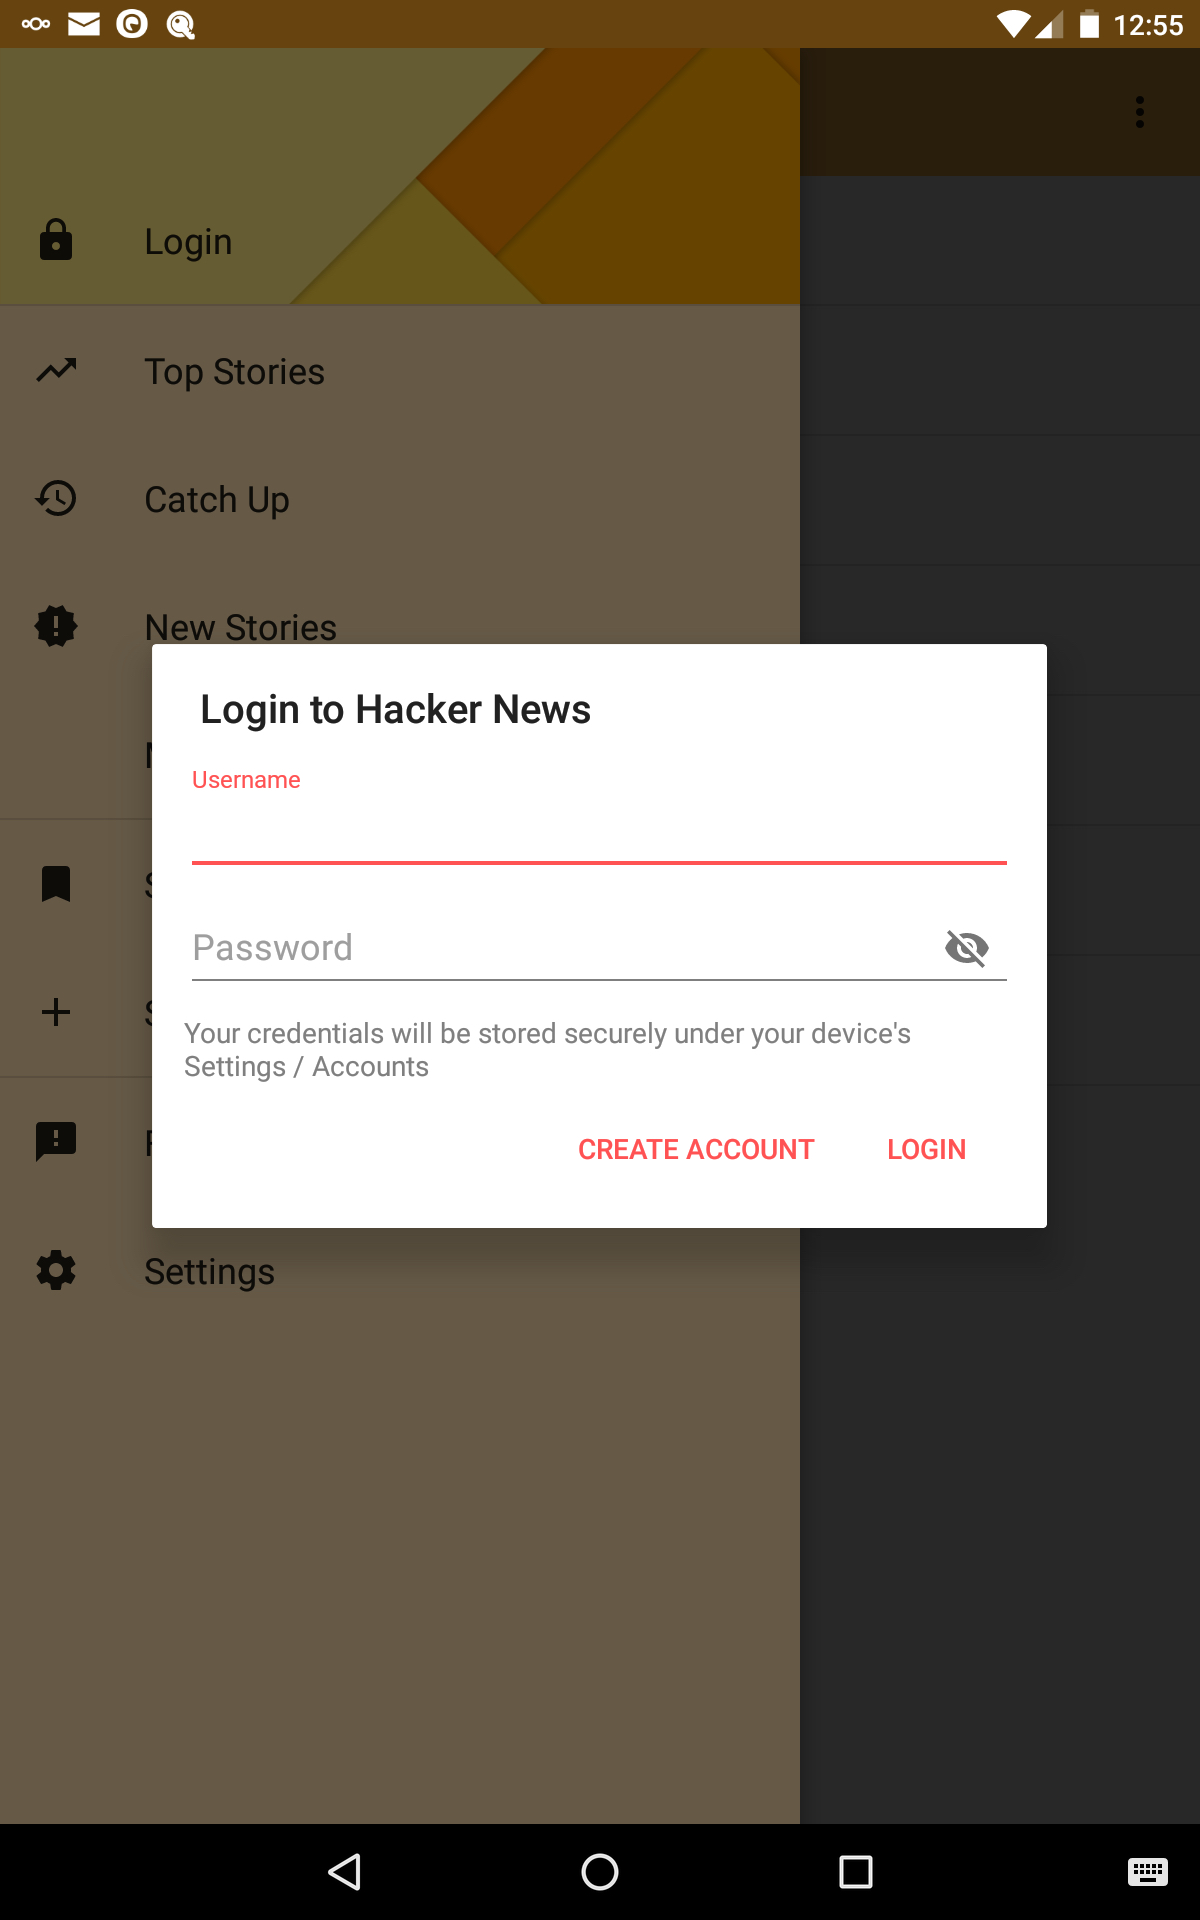 12:55
Login
Top Stories
Catch Up
New Stories
Login to Hacker News
Username
Password
Your credentials will be stored securely under your device's
Settings / Accounts
CREATE ACCOUNT
LOGIN
Settings